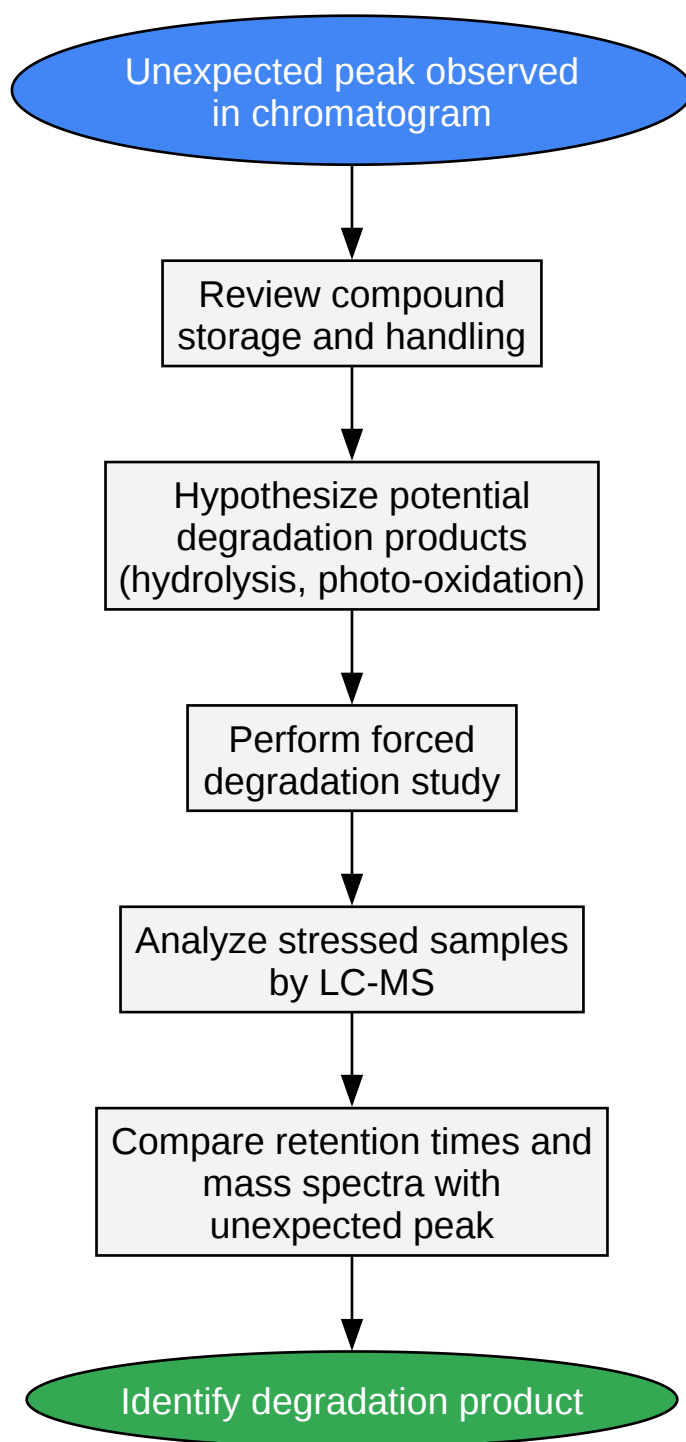 Unexpected peak observed
in chromatogram
Review compound
storage and handling
Hypothesize potential
degradation products
(hydrolysis, photo-oxidation)
Perform forced
degradation study
Analyze stressed samples
by LC-MS
Compare retention times and
mass spectra with
unexpected peak
Identify degradation product